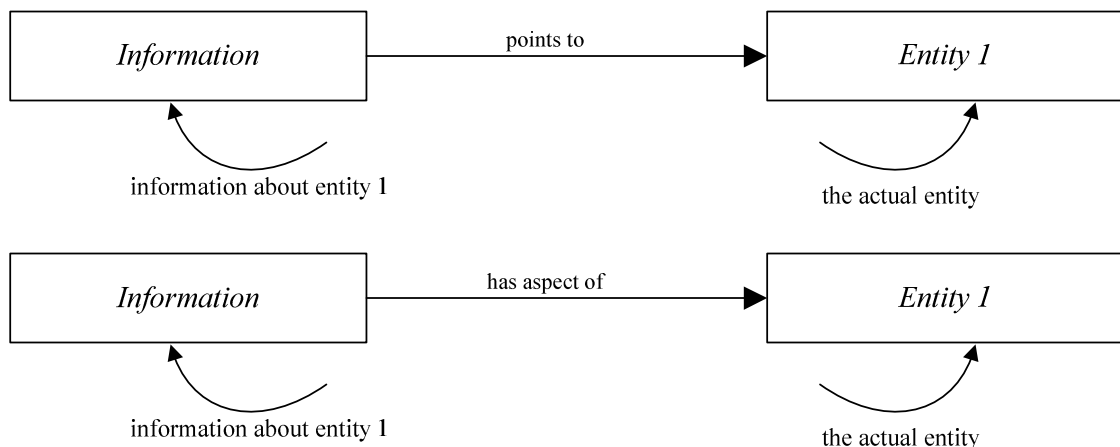 Information
points to
Entity 1
information about entity 1
the actual entity
Information
has aspect of
Entity 1
information about entity 1
the actual entity